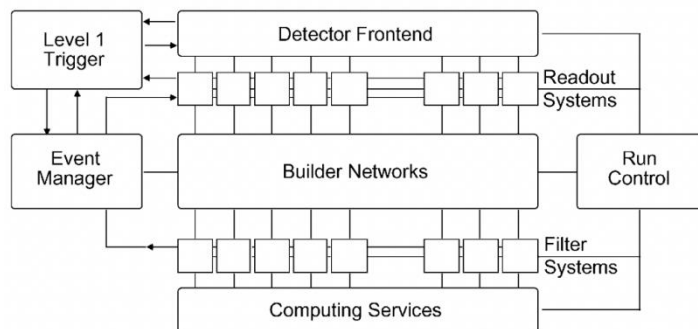 Level 1
Trigger
Detector Frontend
Readout
Systems
Event
Manager
Builder Networks
Run
Control
Filter
Systems
Computing Services